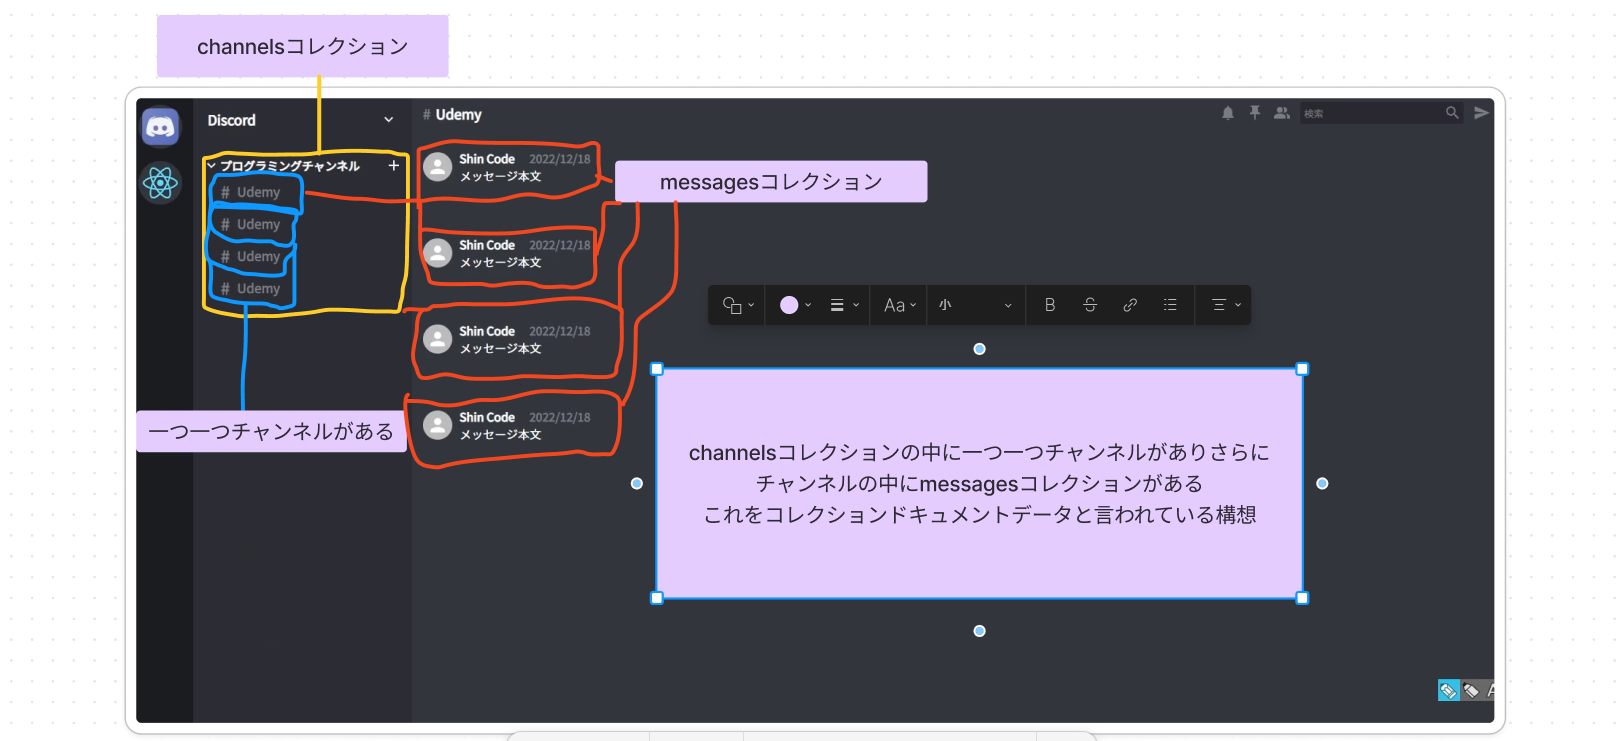 channelsコレクション
Discord
# Udemy
検索
プログラミングチャンネル +
# Udemy
# Udemy
# Udemy
# Udemy
一つ一つチャンネルがある
Shin Code 2022/12/18
メッセージ本文
Shin Code 2022/12/18
メッセージ本文
Shin Code 2022/12/18
メッセージ本文
Shin Code 2022/12/18
メッセージ本文
messagesコレクション
Aa 小 B S
channelsコレクションの中に一つ一つチャンネルがありさらに
チャンネルの中にmessagesコレクションがある
これをコレクションドキュメントデータと言われている構想
A